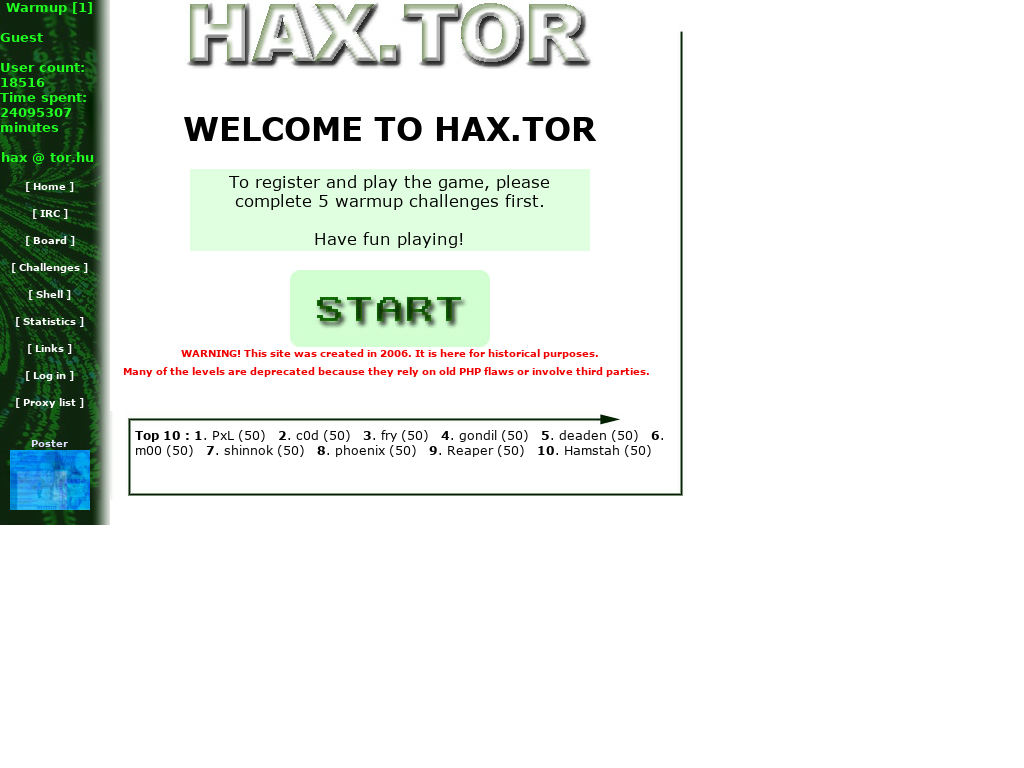 Warmup [1]
Guest
User count:
18516
Time spent:
24095307
minutes
hax @ tor.hu
[ Home ]
[ IRC ]
[ Board ]
[ Challenges ]
[ Shell ]
[ Statistics ]
[ Links ]
[ Log in ]
[ Proxy list ]
Poster
HAX.TOR
WELCOME TO HAX.TOR
To register and play the game, please
complete 5 warmup challenges first.
Have fun playing!
START
WARNING! This site was created in 2006. It is here for historical purposes.
Many of the levels are deprecated because they rely on old PHP flaws or involve third parties.
Top 10 : 1. PxL (50) 2. c0d (50) 3. fry (50) 4. gondil (50) 5. deaden (50) 6.
m00 (50) 7. shinnok (50) 8. phoenix (50) 9. Reaper (50) 10. Hamstah (50)